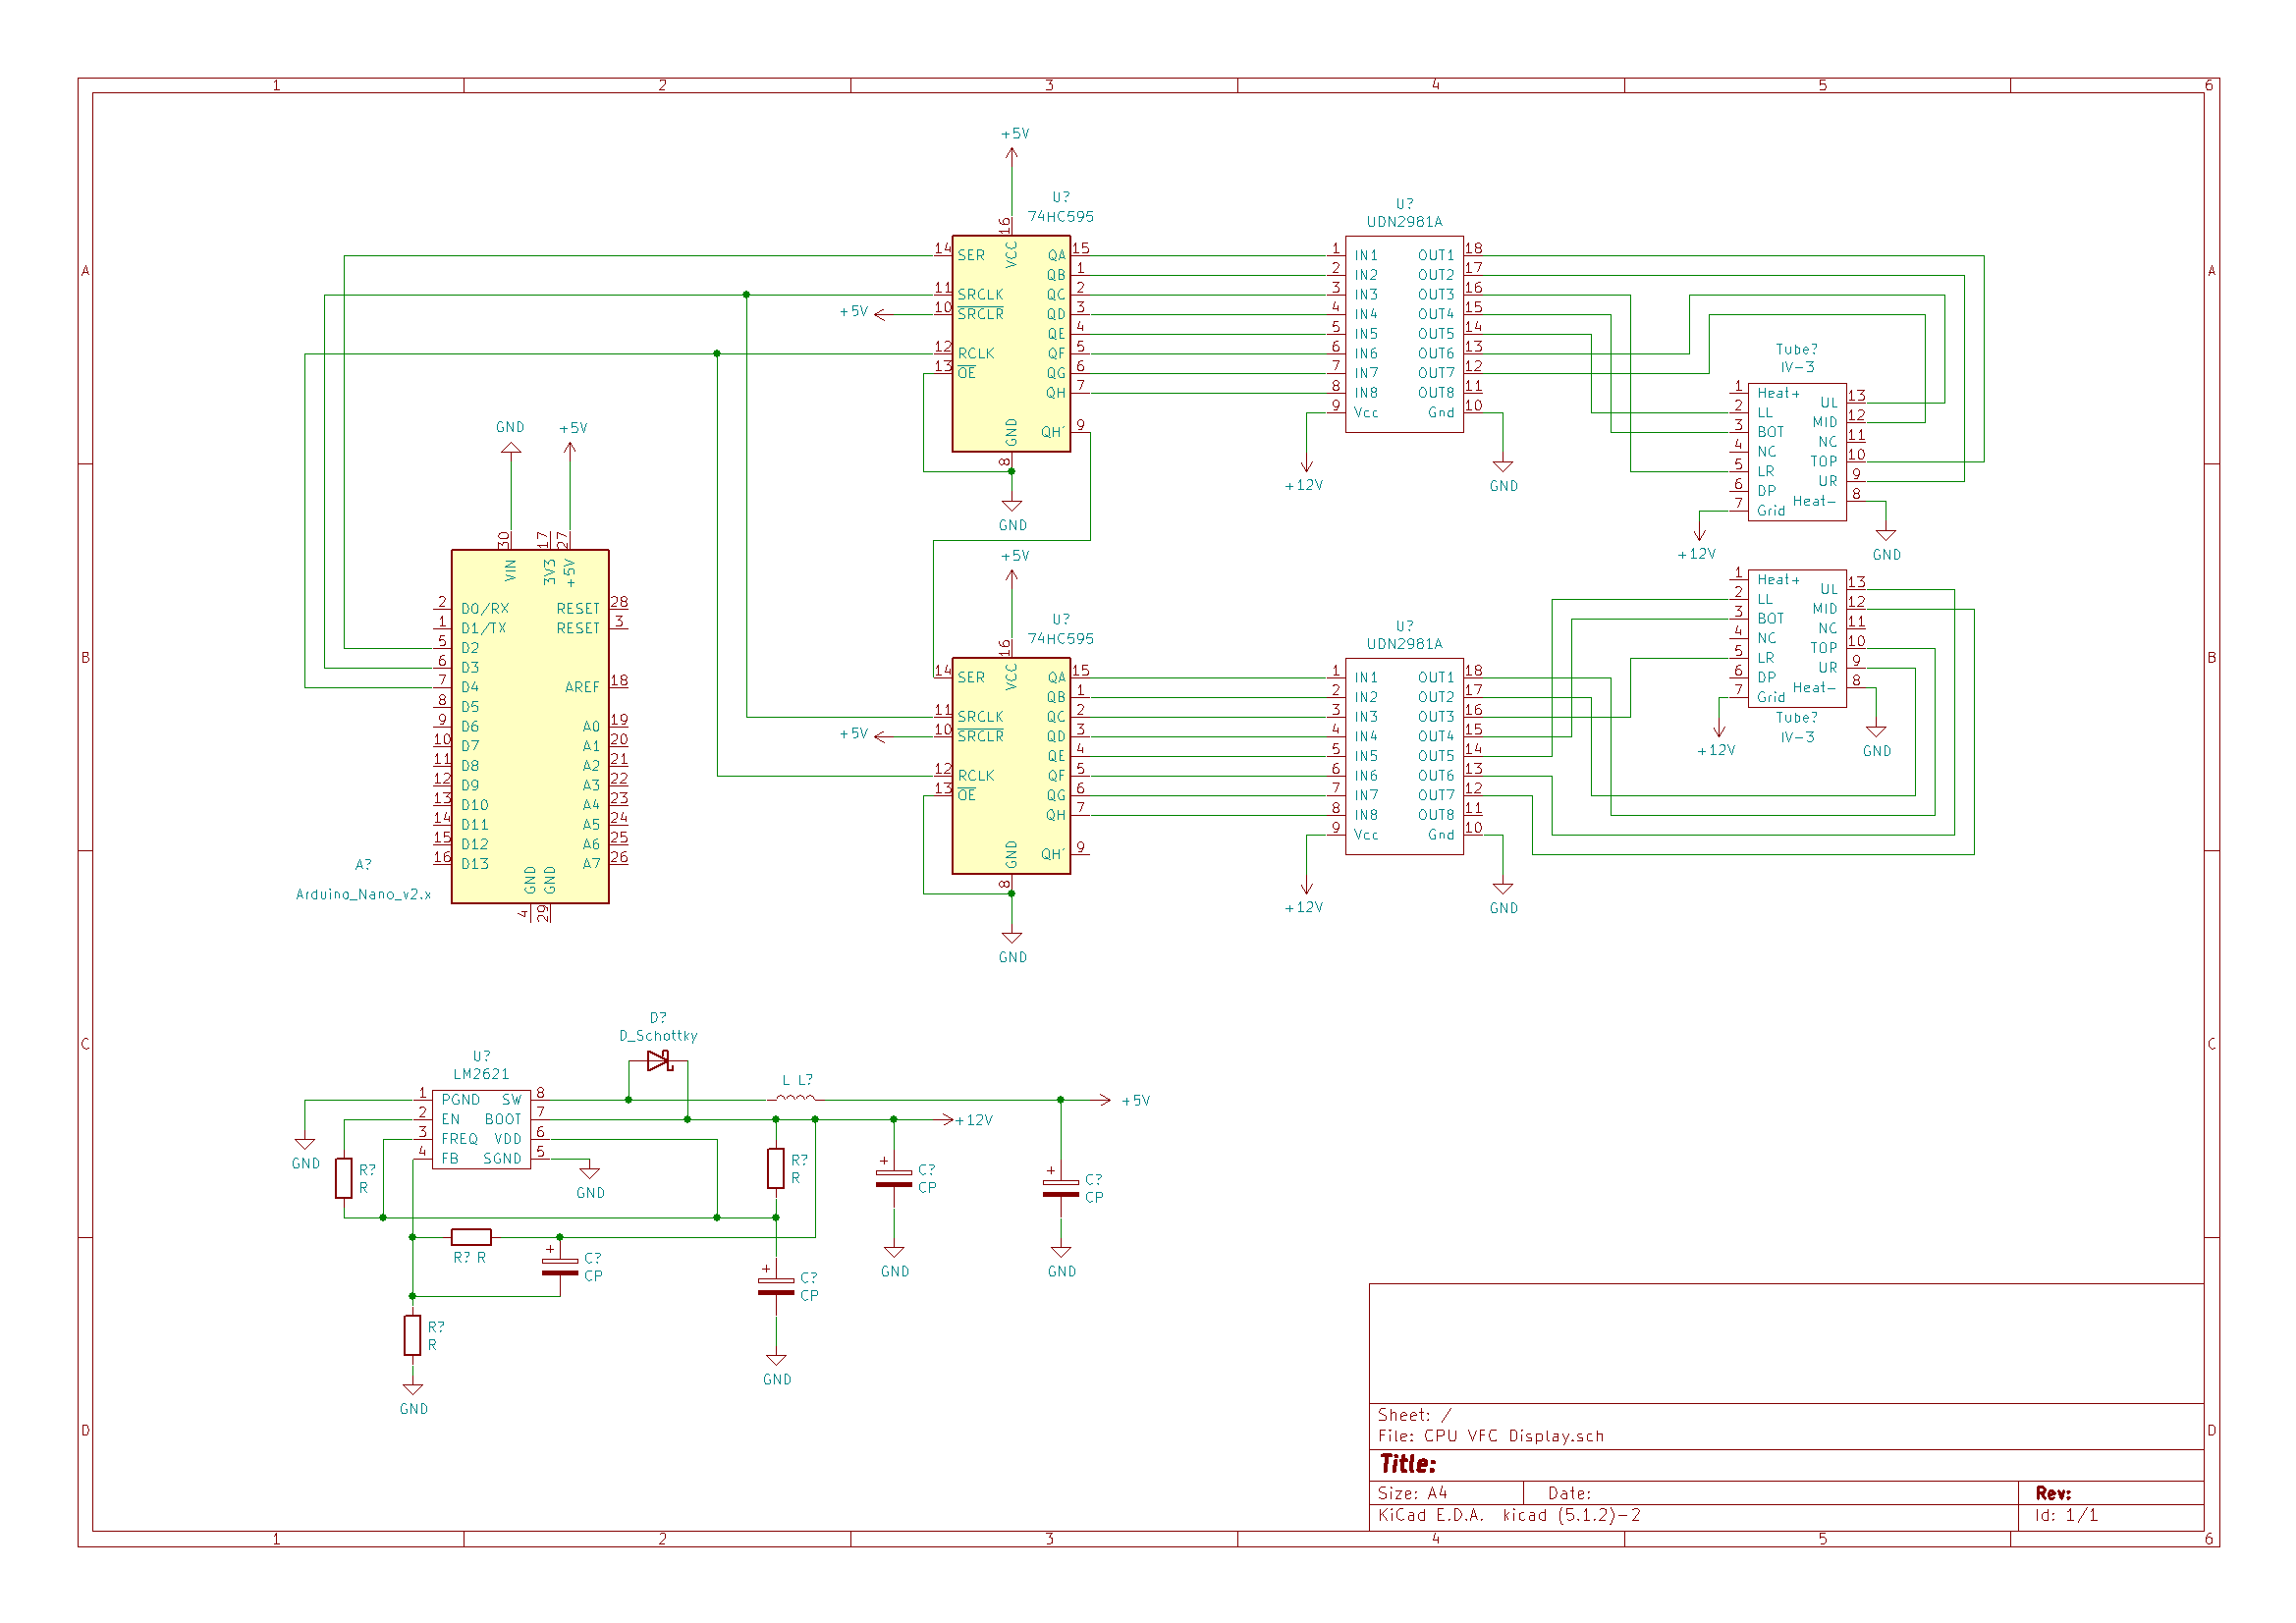 1 2 3 4 5 6
A
B
C
D
A
B
C
D
1 2 3 4 5 6
+5V
U?
74HC595
16
VCC
14 SER
11 SRCLK
10 SRCLR
12 RCLK
13 OE
QA 15
QB 1
QC 2
QD 3
QE 4
QF 5
QG 6
QH 7
QH' 9
GND
8
+5V
GND
U?
UDN2981A
1 IN1 OUT1 18
2 IN2 OUT2 17
3 IN3 OUT3 16
4 IN4 OUT4 15
5 IN5 OUT5 14
6 IN6 OUT6 13
7 IN7 OUT7 12
8 IN8 OUT8 11
9 Vcc Gnd 10
+12V
GND
Tube?
IV-3
1 Heat+
2 LL
3 BOT
4 NC
5 LR
6 DP
7 Grid
UL 13
MID 12
NC 11
TOP 10
UR 9
Heat- 8
+12V
GND
GND
+5V
30
17
27
VIN
3V3
+5V
2 D0/RX
1 D1/TX
5 D2
6 D3
7 D4
8 D5
9 D6
10 D7
11 D8
12 D9
13 D10
14 D11
15 D12
16 D13
RESET 28
RESET 3
AREF 18
A0 19
A1 20
A2 21
A3 22
A4 23
A5 24
A6 25
A7 26
GND
GND
4
29
A?
Arduino_Nano_v2.x
+5V
U?
74HC595
16
VCC
14 SER
11 SRCLK
10 SRCLR
12 RCLK
13 OE
QA 15
QB 1
QC 2
QD 3
QE 4
QF 5
QG 6
QH 7
QH' 9
GND
8
+5V
GND
U?
UDN2981A
1 IN1 OUT1 18
2 IN2 OUT2 17
3 IN3 OUT3 16
4 IN4 OUT4 15
5 IN5 OUT5 14
6 IN6 OUT6 13
7 IN7 OUT7 12
8 IN8 OUT8 11
9 Vcc Gnd 10
+12V
GND
1 Heat+
2 LL
3 BOT
4 NC
5 LR
6 DP
7 Grid
UL 13
MID 12
NC 11
TOP 10
UR 9
Heat- 8
Tube?
IV-3
+12V
GND
D?
D_Schottky
U?
LM2621
1 PGND SW 8
2 EN BOOT 7
3 FREQ VDD 6
4 FB SGND 5
GND
GND
L L?
+5V
+12V
R?
R
R?
R
C?
CP
C?
CP
GND
GND
R? R
C?
CP
C?
CP
GND
R?
R
GND
Sheet: /
File: CPU VFC Display.sch
Title:
Size: A4 Date: Rev:
KiCad E.D.A. kicad (5.1.2)-2 Id: 1/1